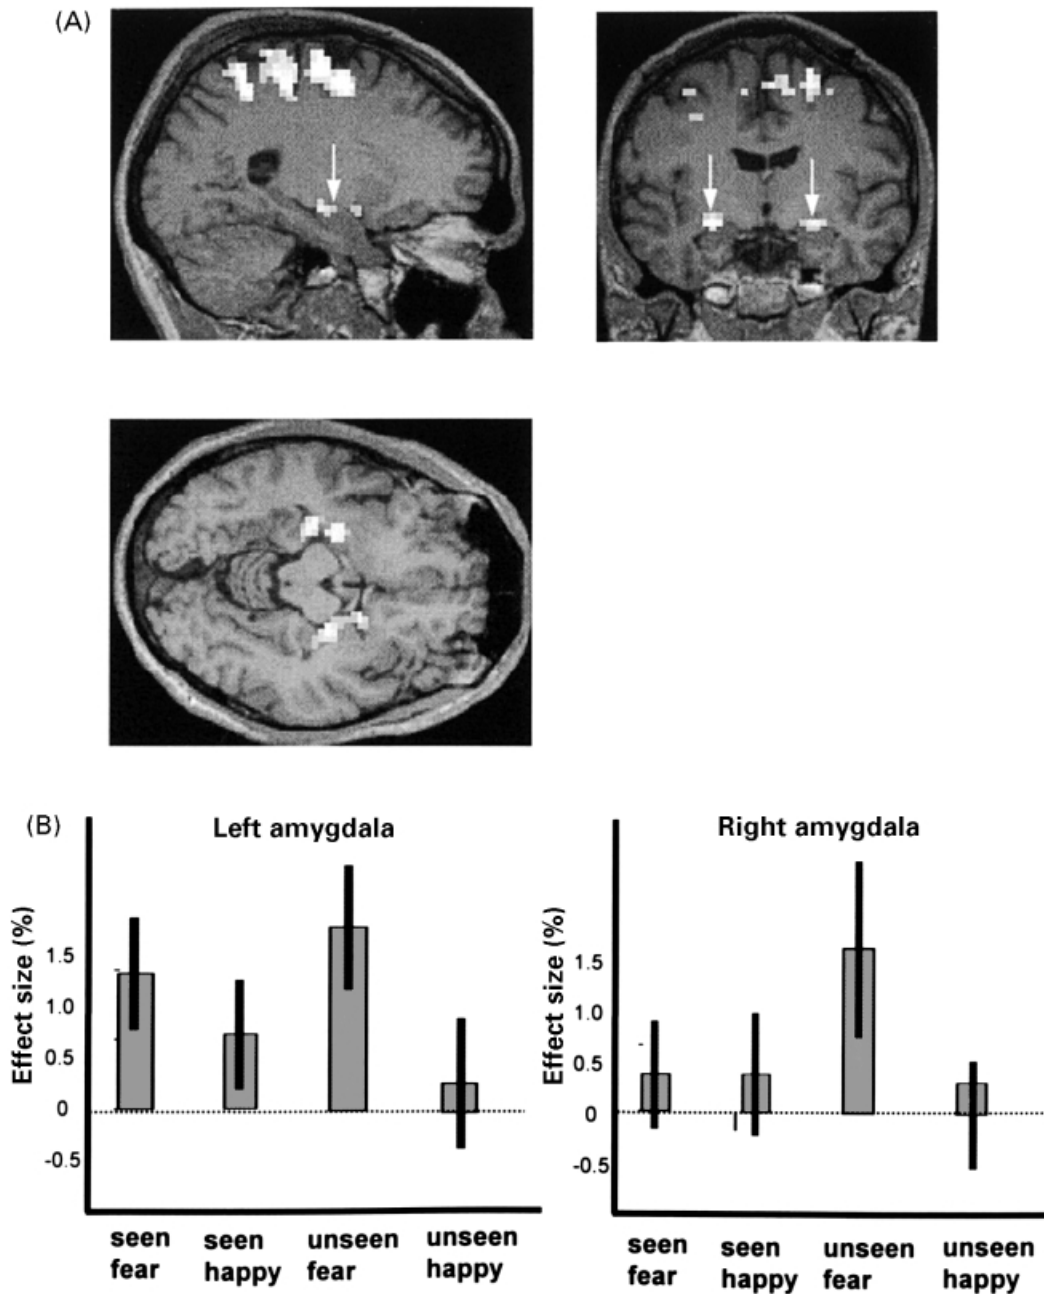 (A)
(B)
Left amygdala
Effect size (%)
1.5
1.0
0.5
0
-0.5
seen fear
seen happy
unseen fear
unseen happy
Right amygdala
Effect size (%)
1.5
1.0
0.5
0
-0.5
seen fear
seen happy
unseen fear
unseen happy